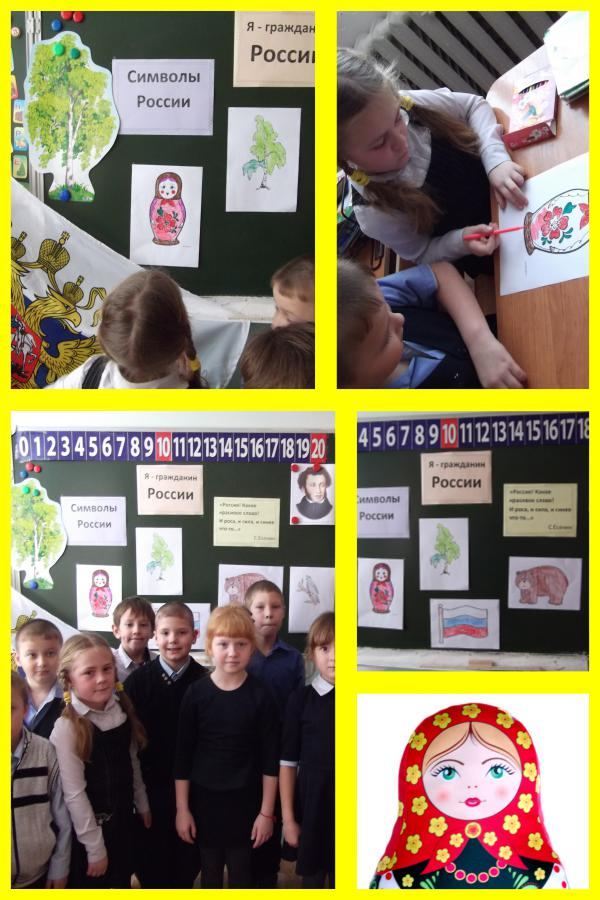 Я - гражданин
России
Символы
России
0 1 2 3 4 5 6 7 8 9 10 11 12 13 14 15 16 17 18 19 20
Я - гражданин
России
Символы
России
«Россия! Какое
красивое слово!
И роса, и сила, и синее
что-то...»
С.Есенин
4 5 6 7 8 9 10 11 12 13 14 15 16 17 18
Я - гражданин
России
Символы
России
«Россия! Какое
красивое слово!
И роса, и сила, и синее
что-то...»
С.Есенин